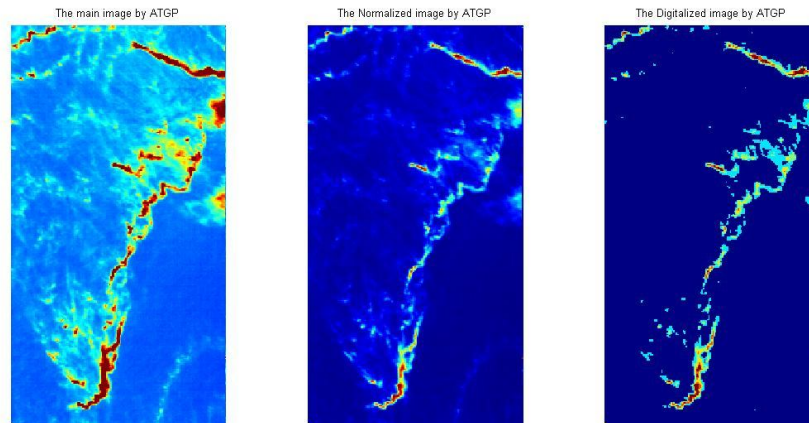 The main image by ATGP
The Normalized image by ATGP
The Digitalized image by ATGP